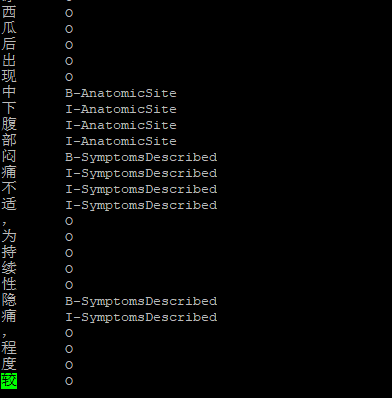 西 O
瓜 O
后 O
出 O
现 O
中 B-AnatomicSite
下 I-AnatomicSite
腹 I-AnatomicSite
部 I-AnatomicSite
闷 B-SymptomsDescribed
痛 I-SymptomsDescribed
不 I-SymptomsDescribed
适 I-SymptomsDescribed
, O
为 O
持 O
续 O
性 O
隐 B-SymptomsDescribed
痛 I-SymptomsDescribed
, O
程 O
度 O
较 O